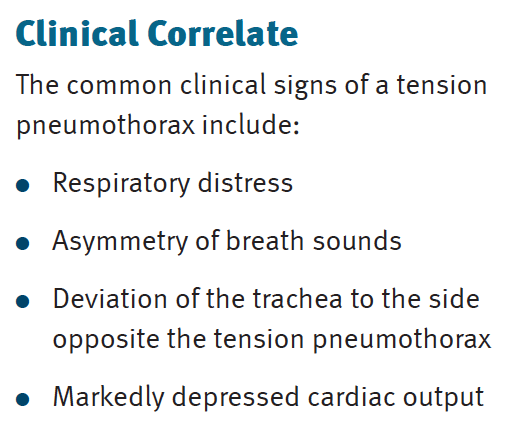 Clinical Correlate
The common clinical signs of a tension
pneumothorax include:
• Respiratory distress
• Asymmetry of breath sounds
• Deviation of the trachea to the side
opposite the tension pneumothorax
• Markedly depressed cardiac output